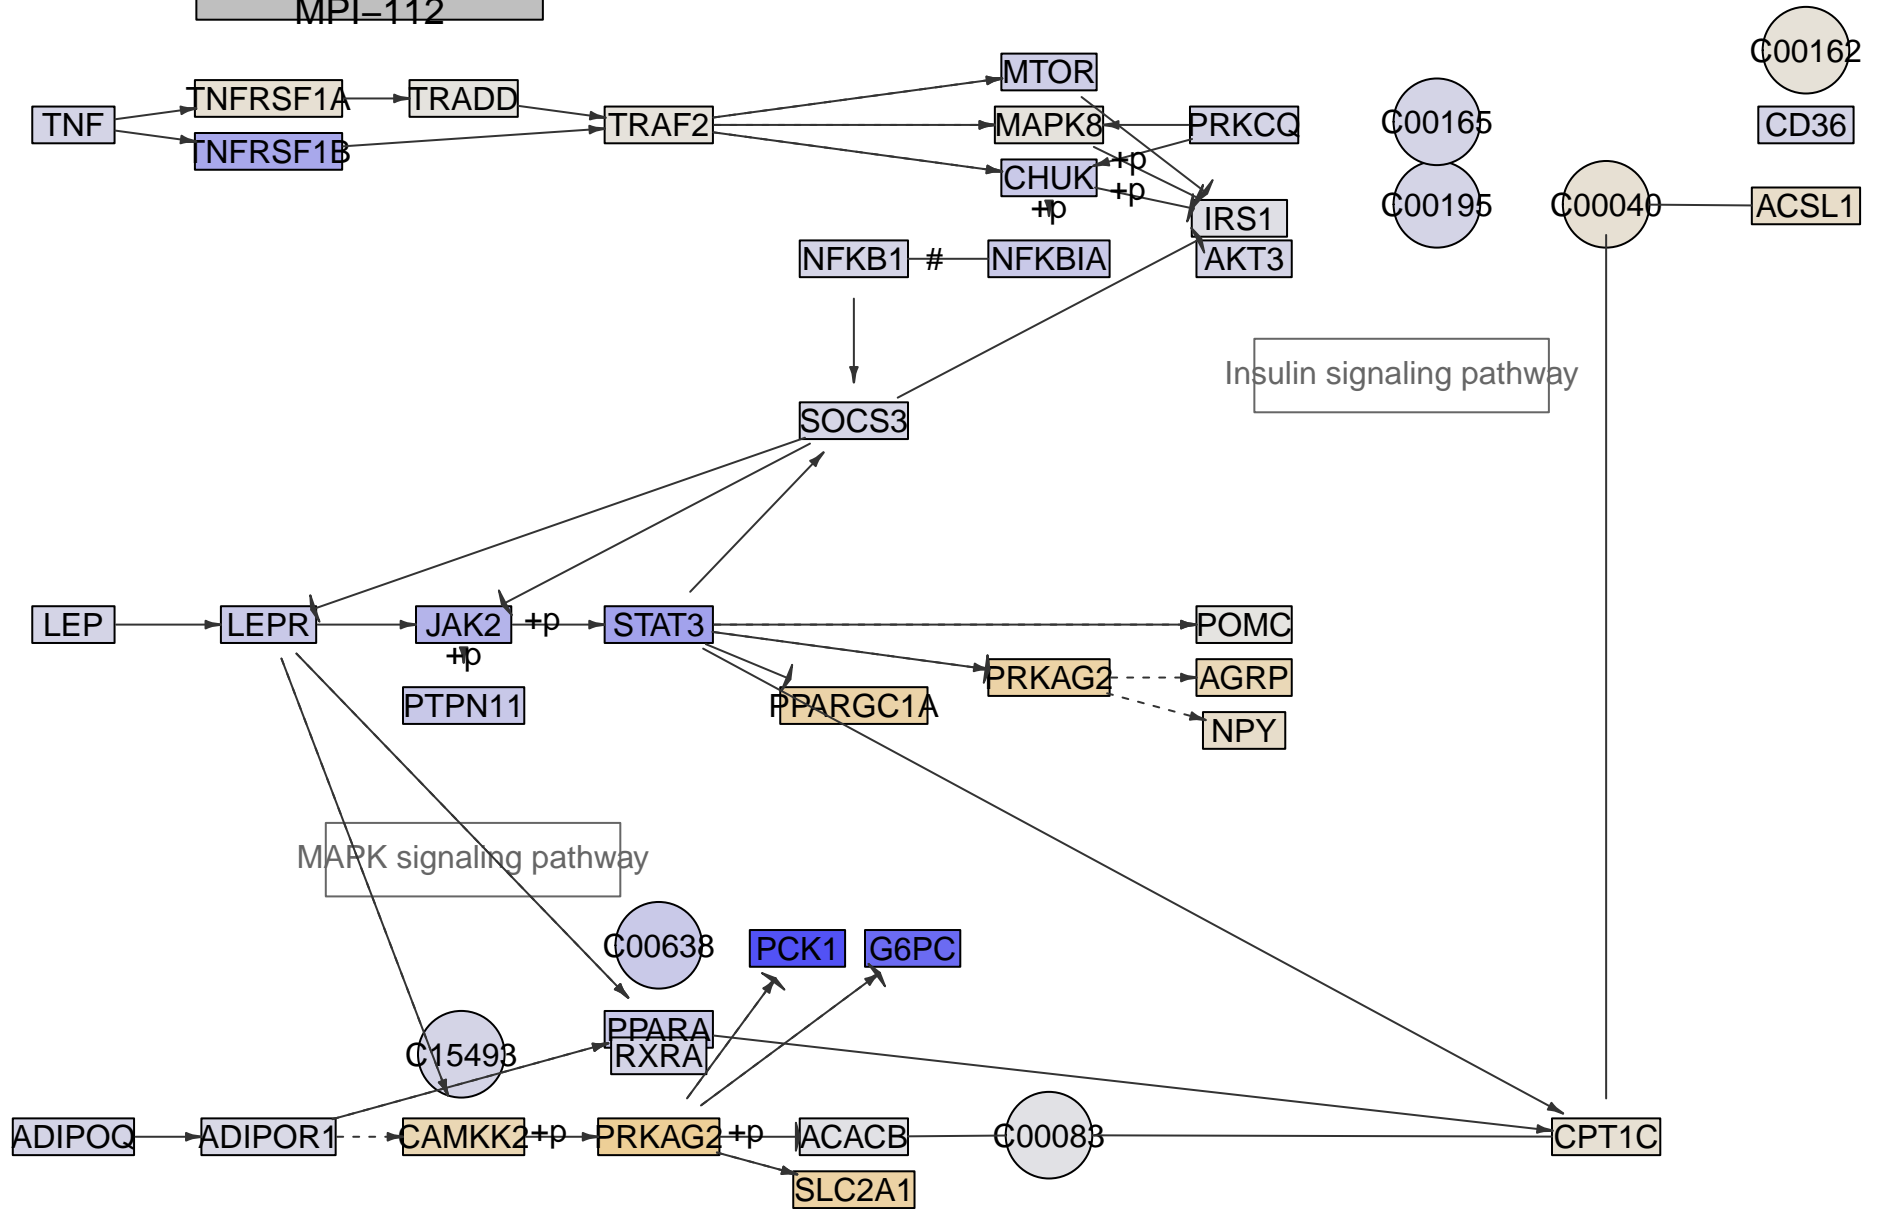 MPI–112
C00162
MTOR
TNFRSF1A
TRADD
TNF
TRAF2
MAPK8
PRKCQ
C00165
CD36
TNFRSF1B
+p
CHUK
+p
+p
IRS1
C00195
C00040
ACSL1
NFKB1
#
NFKBIA
AKT3
Insulin signaling pathway
SOCS3
LEP
LEPR
JAK2
+p
STAT3
POMC
+p
PRKAG2
AGRP
PTPN11
PPARGC1A
NPY
MAPK signaling pathway
C00638
PCK1
G6PC
PPARA
RXRA
C15493
ADIPOQ
ADIPOR1
CAMKK2
+p
PRKAG2
+p
ACACB
C00083
CPT1C
SLC2A1